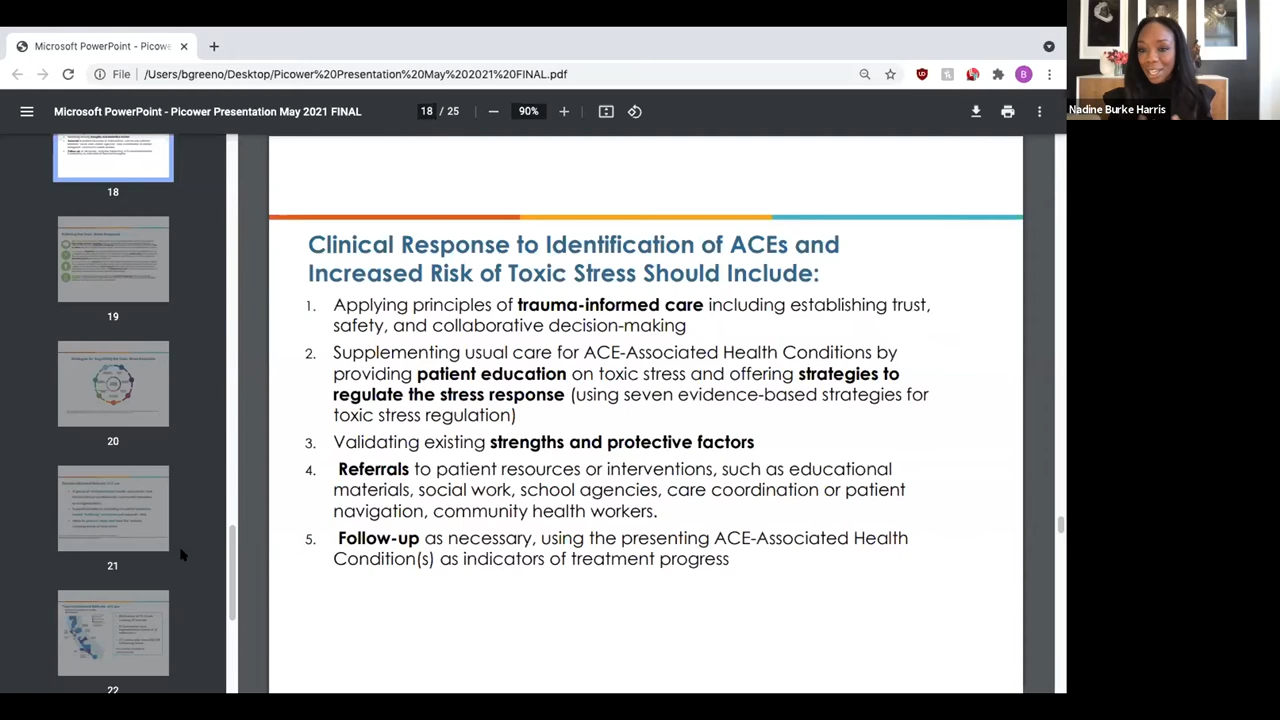 Microsoft PowerPoint - Picowe
File
/Users/bgreeno/Desktop/Picower%20Presentation%20May%202021%20FINAL.pdf
B
Nadine Burke Harris
Microsoft PowerPoint - Picower Presentation May 2021 FINAL
18 / 25
90%
18
19
20
21
22
Clinical Response to Identification of ACEs and
Increased Risk of Toxic Stress Should Include:
1. Applying principles of trauma-informed care including establishing trust,
safety, and collaborative decision-making
2. Supplementing usual care for ACE-Associated Health Conditions by
providing patient education on toxic stress and offering strategies to
regulate the stress response (using seven evidence-based strategies for
toxic stress regulation)
3. Validating existing strengths and protective factors
4. Referrals to patient resources or interventions, such as educational
materials, social work, school agencies, care coordination or patient
navigation, community health workers.
5. Follow-up as necessary, using the presenting ACE-Associated Health
Condition(s) as indicators of treatment progress